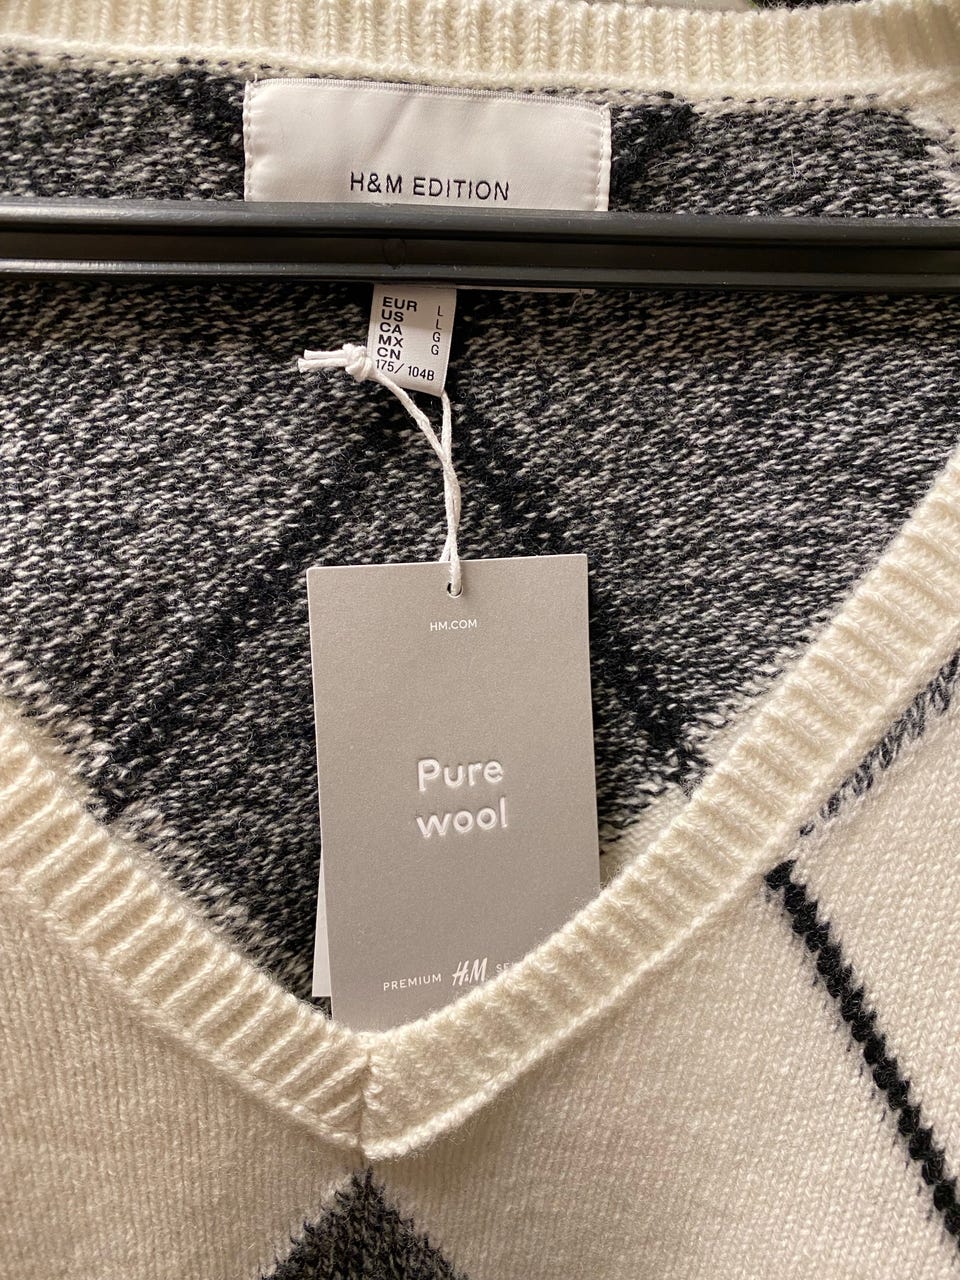 H&M EDITION
EUR L
US L
CA G
MX G
CN
175/104B
HM.COM
Pure
wool
PREMIUM H&M